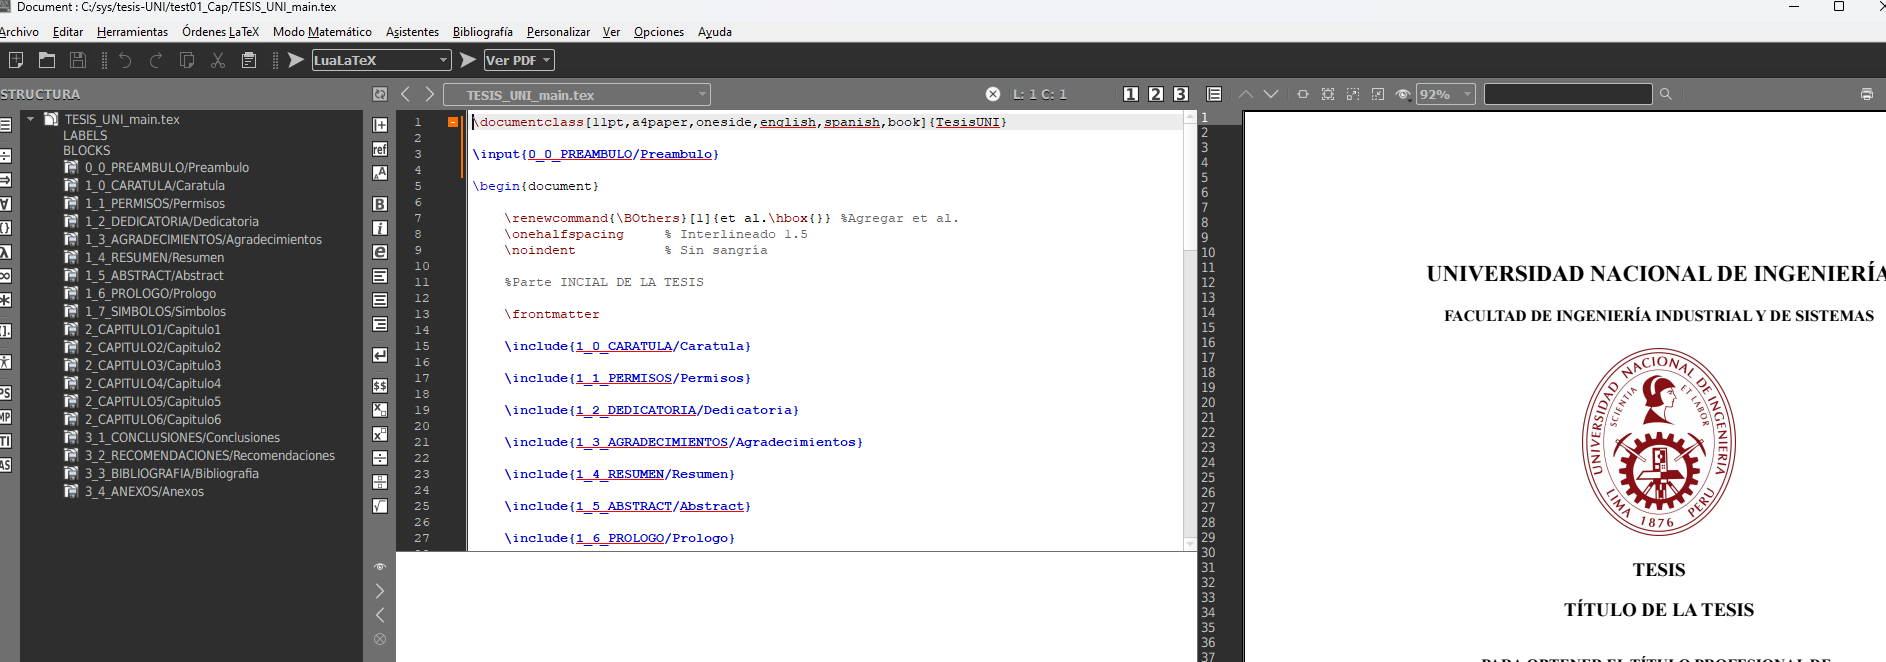 Document : C:/sys/tesis-UNI/test01_Cap/TESIS_UNI_main.tex
Archivo Editar Herramientas Órdenes LaTeX Modo Matemático Asistentes Bibliografía Personalizar Ver Opciones Ayuda
LuaLaTeX Ver PDF
STRUCTURA
TESIS_UNI_main.tex L: 1 C: 1 1 2 3 92%
TESIS_UNI_main.tex
LABELS
BLOCKS
0_0_PREAMBULO/Preambulo
1_0_CARATULA/Caratula
1_1_PERMISOS/Permisos
1_2_DEDICATORIA/Dedicatoria
1_3_AGRADECIMIENTOS/Agradecimientos
1_4_RESUMEN/Resumen
1_5_ABSTRACT/Abstract
1_6_PROLOGO/Prologo
1_7_SIMBOLOS/Simbolos
2_CAPITULO1/Capitulo1
2_CAPITULO2/Capitulo2
2_CAPITULO3/Capitulo3
2_CAPITULO4/Capitulo4
2_CAPITULO5/Capitulo5
2_CAPITULO6/Capitulo6
3_1_CONCLUSIONES/Conclusiones
3_2_RECOMENDACIONES/Recomendaciones
3_3_BIBLIOGRAFIA/Bibliografia
3_4_ANEXOS/Anexos
1 \documentclass[11pt,a4paper,oneside,english,spanish,book]{TesisUNI}
2
3 \input{0_0_PREAMBULO/Preambulo}
4
5 \begin{document}
6
7 \renewcommand{\BOthers}[1]{et al.\hbox{}} %Agregar et al.
8 \onehalfspacing % Interlineado 1.5
9 \noindent % Sin sangría
10
11 %Parte INCIAL DE LA TESIS
12
13 \frontmatter
14
15 \include{1_0_CARATULA/Caratula}
16
17 \include{1_1_PERMISOS/Permisos}
18
19 \include{1_2_DEDICATORIA/Dedicatoria}
20
21 \include{1_3_AGRADECIMIENTOS/Agradecimientos}
22
23 \include{1_4_RESUMEN/Resumen}
24
25 \include{1_5_ABSTRACT/Abstract}
26
27 \include{1_6_PROLOGO/Prologo}
1
2
3
4
5
6
7
8
9
10
11
12
13
14
15
16
17
18
19
20
21
22
23
24
25
26
27
28
29
30
31
32
33
34
35
36
37
UNIVERSIDAD NACIONAL DE INGENIERÍA
FACULTAD DE INGENIERÍA INDUSTRIAL Y DE SISTEMAS
UNIVERSIDAD NACIONAL DE INGENIERIA
SCIENTIA ET LABOR
LIMA 1876 PERU
TESIS
TÍTULO DE LA TESIS
PARA OPTENER EL TÍTULO PROFESIONAL DE